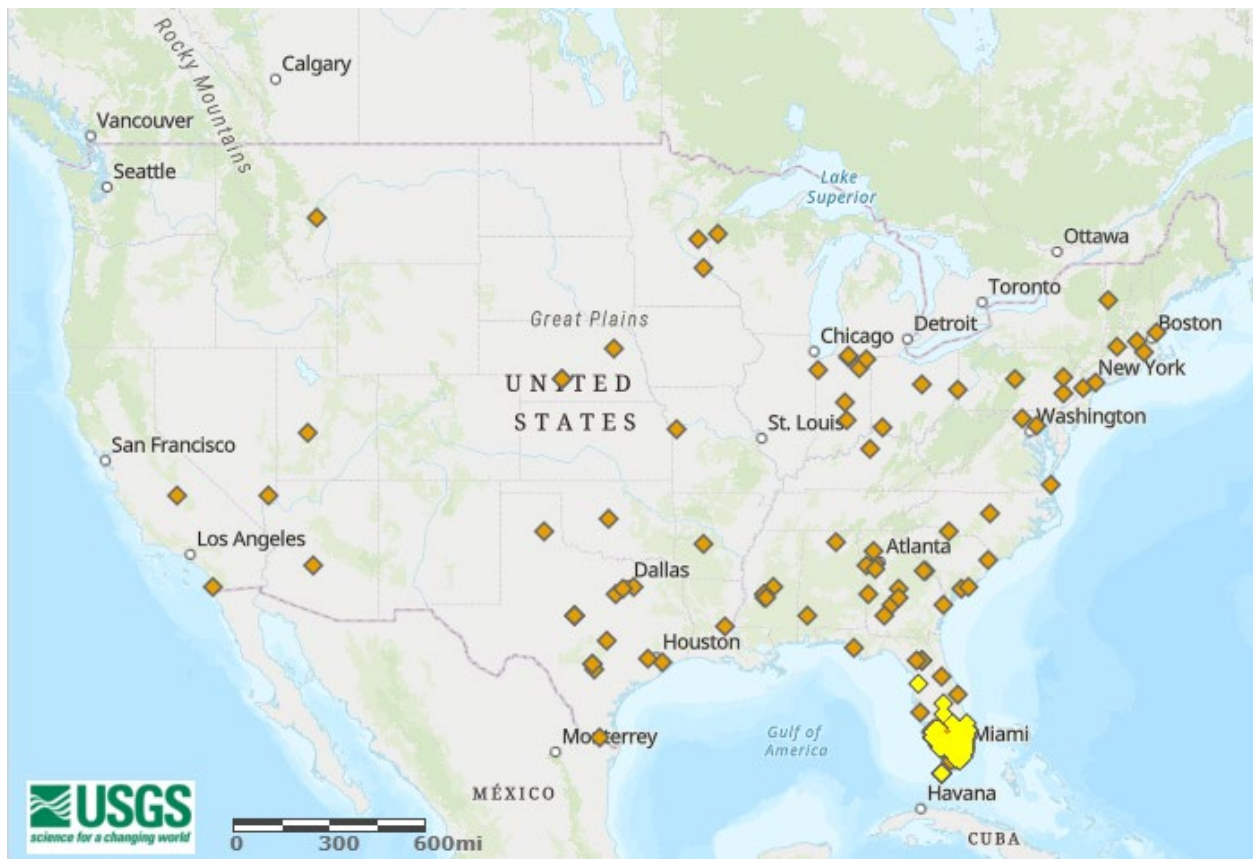 Rocky Mountains
Calgary
Vancouver
Seattle
Lake
Superior
Ottawa
Toronto
Great Plains
Chicago
Detroit
Boston
New York
UNITED
STATES
San Francisco
St. Louis
Washington
Los Angeles
Atlanta
Dallas
Houston
Monterrey
Gulf of
America
Miami
MÉXICO
Havana
CUBA
USGS
science for a changing world
0 300 600mi